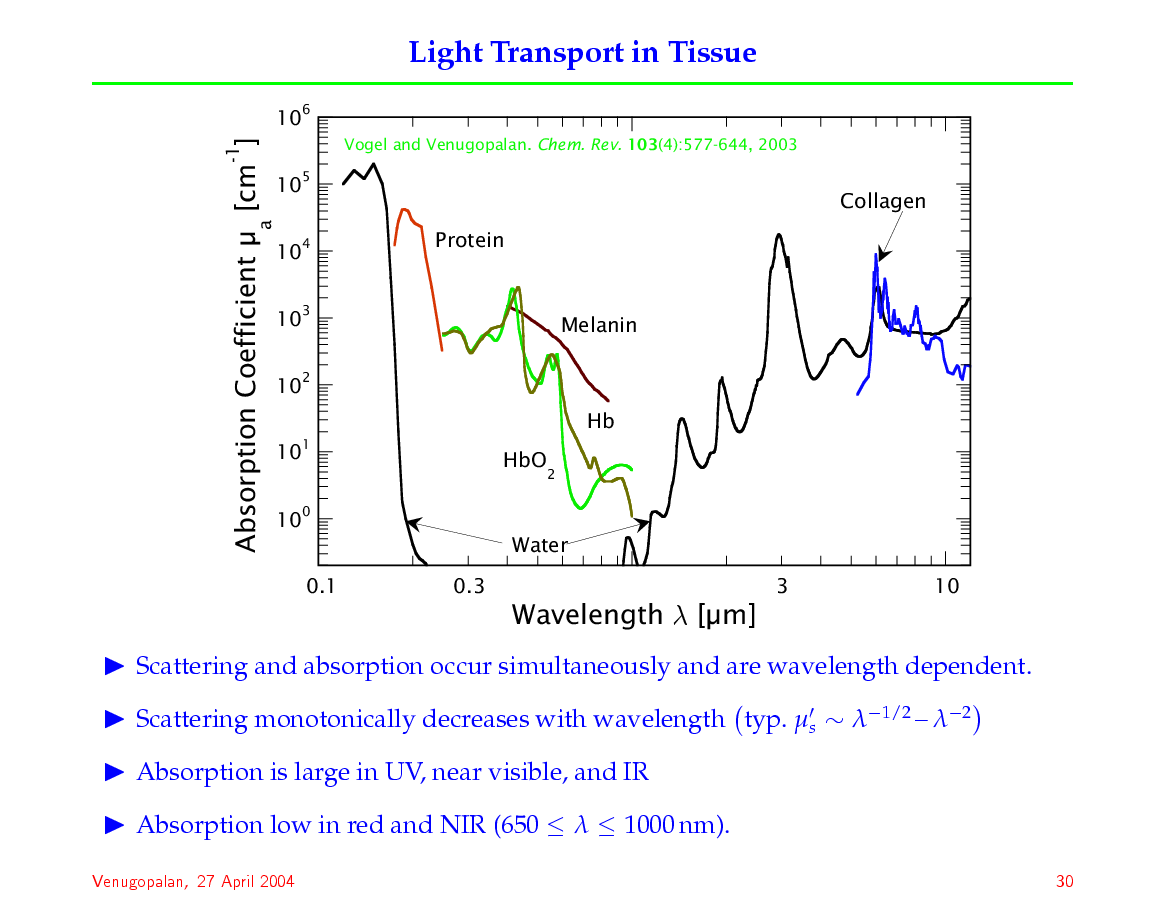 Light Transport in Tissue
Vogel and Venugopalan. Chem. Rev. 103(4):577-644, 2003
Absorption Coefficient μa [cm-1]
10^6
10^5
10^4
10^3
10^2
10^1
10^0
Collagen
Protein
Melanin
Hb
HbO2
Water
0.1
0.3
3
10
Wavelength λ [μm]
▶ Scattering and absorption occur simultaneously and are wavelength dependent.
▶ Scattering monotonically decreases with wavelength (typ. μ′s ∼ λ^−1/2 – λ^−2)
▶ Absorption is large in UV, near visible, and IR
▶ Absorption low in red and NIR (650 ≤ λ ≤ 1000 nm).
Venugopalan, 27 April 2004
30